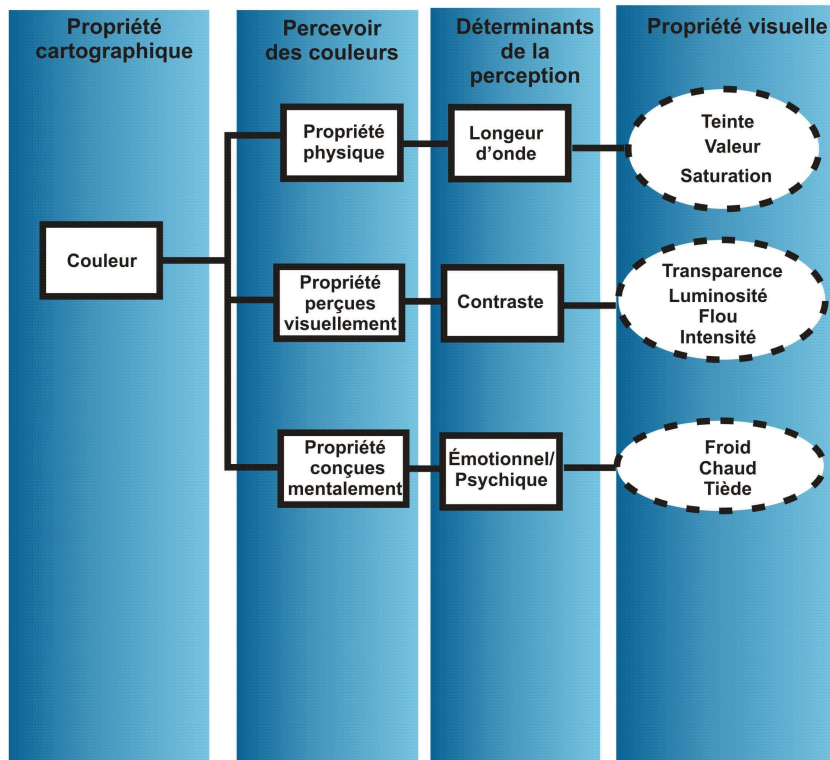 Propriété
cartographique
Percevoir
des couleurs
Déterminants
de la
perception
Propriété visuelle
Couleur
Propriété
physique
Longeur
d'onde
Teinte
Valeur
Saturation
Propriété
perçues
visuellement
Contraste
Transparence
Luminosité
Flou
Intensité
Propriété
conçues
mentalement
Émotionnel/
Psychique
Froid
Chaud
Tiède